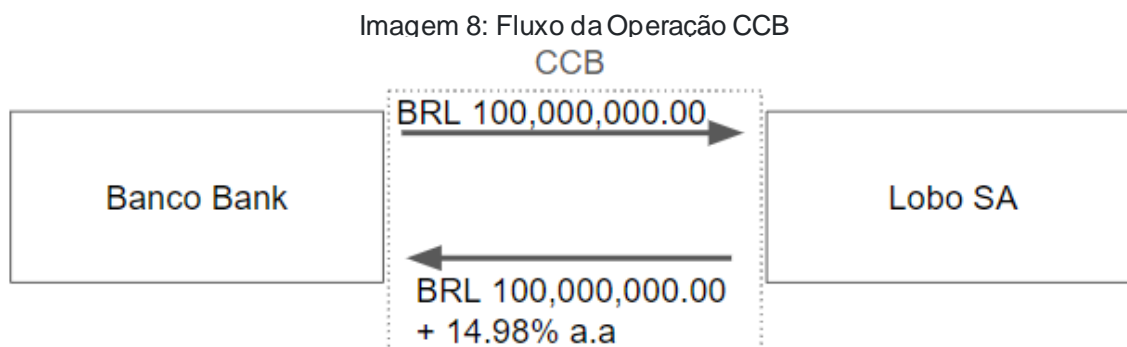 Imagem 8: Fluxo da Operação CCB
CCB
BRL 100,000,000.00
Banco Bank
Lobo SA
BRL 100,000,000.00
+ 14.98% a.a